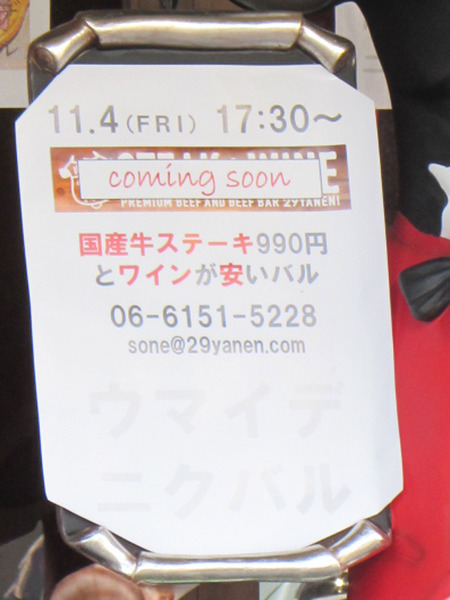 11.4(FRI) 17:30〜
STEAK & WINE
coming soon
PREMIUM BEEF AND BEEF BAR 29YANEN!
国産牛ステーキ990円
とワインが安いバル
06-6151-5228
sone@29yanen.com
ウマイデ
ニクバル